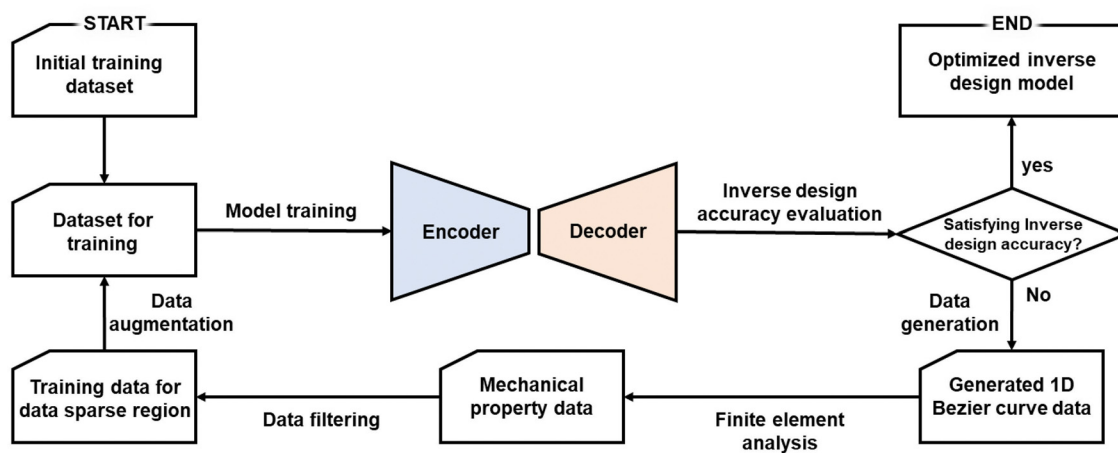 START
Initial training
dataset
END
Optimized inverse
design model
yes
Dataset for
training
Model training
Encoder
Decoder
Inverse design
accuracy evaluation
Satisfying Inverse
design accuracy?
No
Data
augmentation
Data
generation
Training data for
data sparse region
Data filtering
Mechanical
property data
Finite element
analysis
Generated 1D
Bezier curve data